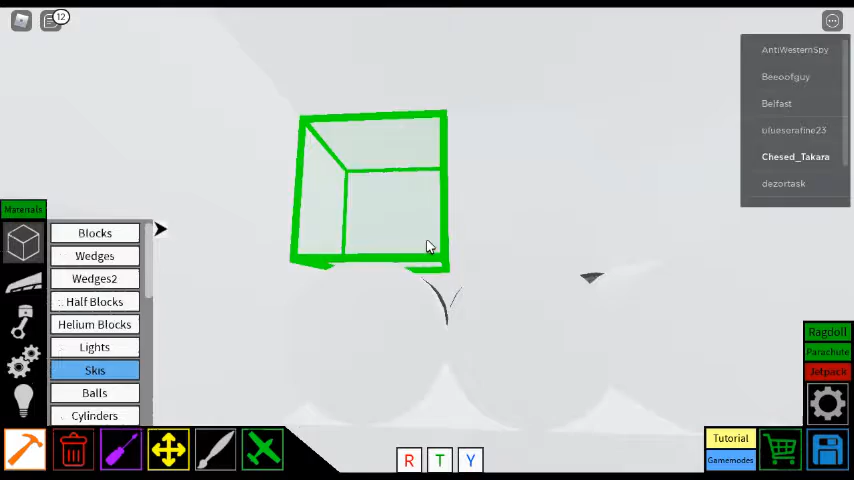 12
AntiWesternSpy
Beeoofguy
Belfast
blueserafine23
Chesed_Takara
dezortask
Materials
Blocks
Wedges
Wedges2
Half Blocks
Helium Blocks
Lights
Skis
Balls
Cylinders
Ragdoll
Parachute
Jetpack
Tutorial
Gamemodes
R T Y